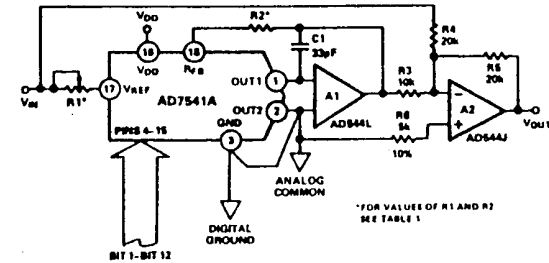 VDD
R2*
R4
20k
16
18
C1
33pF
R5
20k
VDD
RFB
OUT1
1
R3
10k
VIN
R1*
17
VREF
AD7541A
A1
A2
OUT2
2
AD644L
R6
5k
10%
AD644J
VOUT
GND
3
PINS 4-15
ANALOG
COMMON
*FOR VALUES OF R1 AND R2
SEE TABLE 1
DIGITAL
GROUND
BIT 1-BIT 12